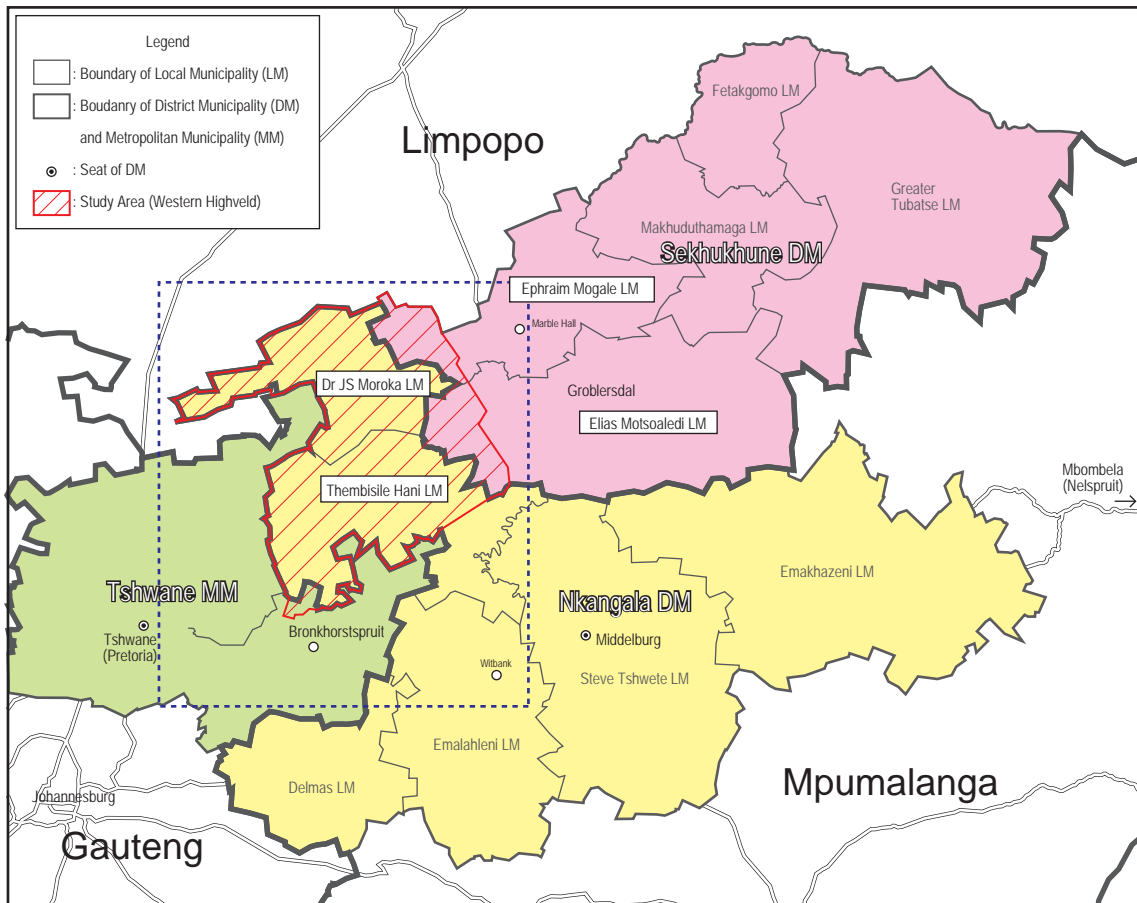 Legend
: Boundary of Local Municipality (LM)
: Boudanry of District Municipality (DM)
and Metropolitan Municipality (MM)
: Seat of DM
: Study Area (Western Highveld)
Limpopo
Fetakgomo LM
Greater
Tubatse LM
Makhuduthamaga LM
Sekhukhune DM
Ephraim Mogale LM
Marble Hall
Dr JS Moroka LM
Groblersdal
Elias Motsoaledi LM
Thembisile Hani LM
Mbombela
(Nelspruit)
→
Emakhazeni LM
Tshwane MM
Nkangala DM
Tshwane
(Pretoria)
Bronkhorstspruit
Middelburg
Witbank
Steve Tshwete LM
Emalahleni LM
Delmas LM
Mpumalanga
Johannesburg
Gauteng